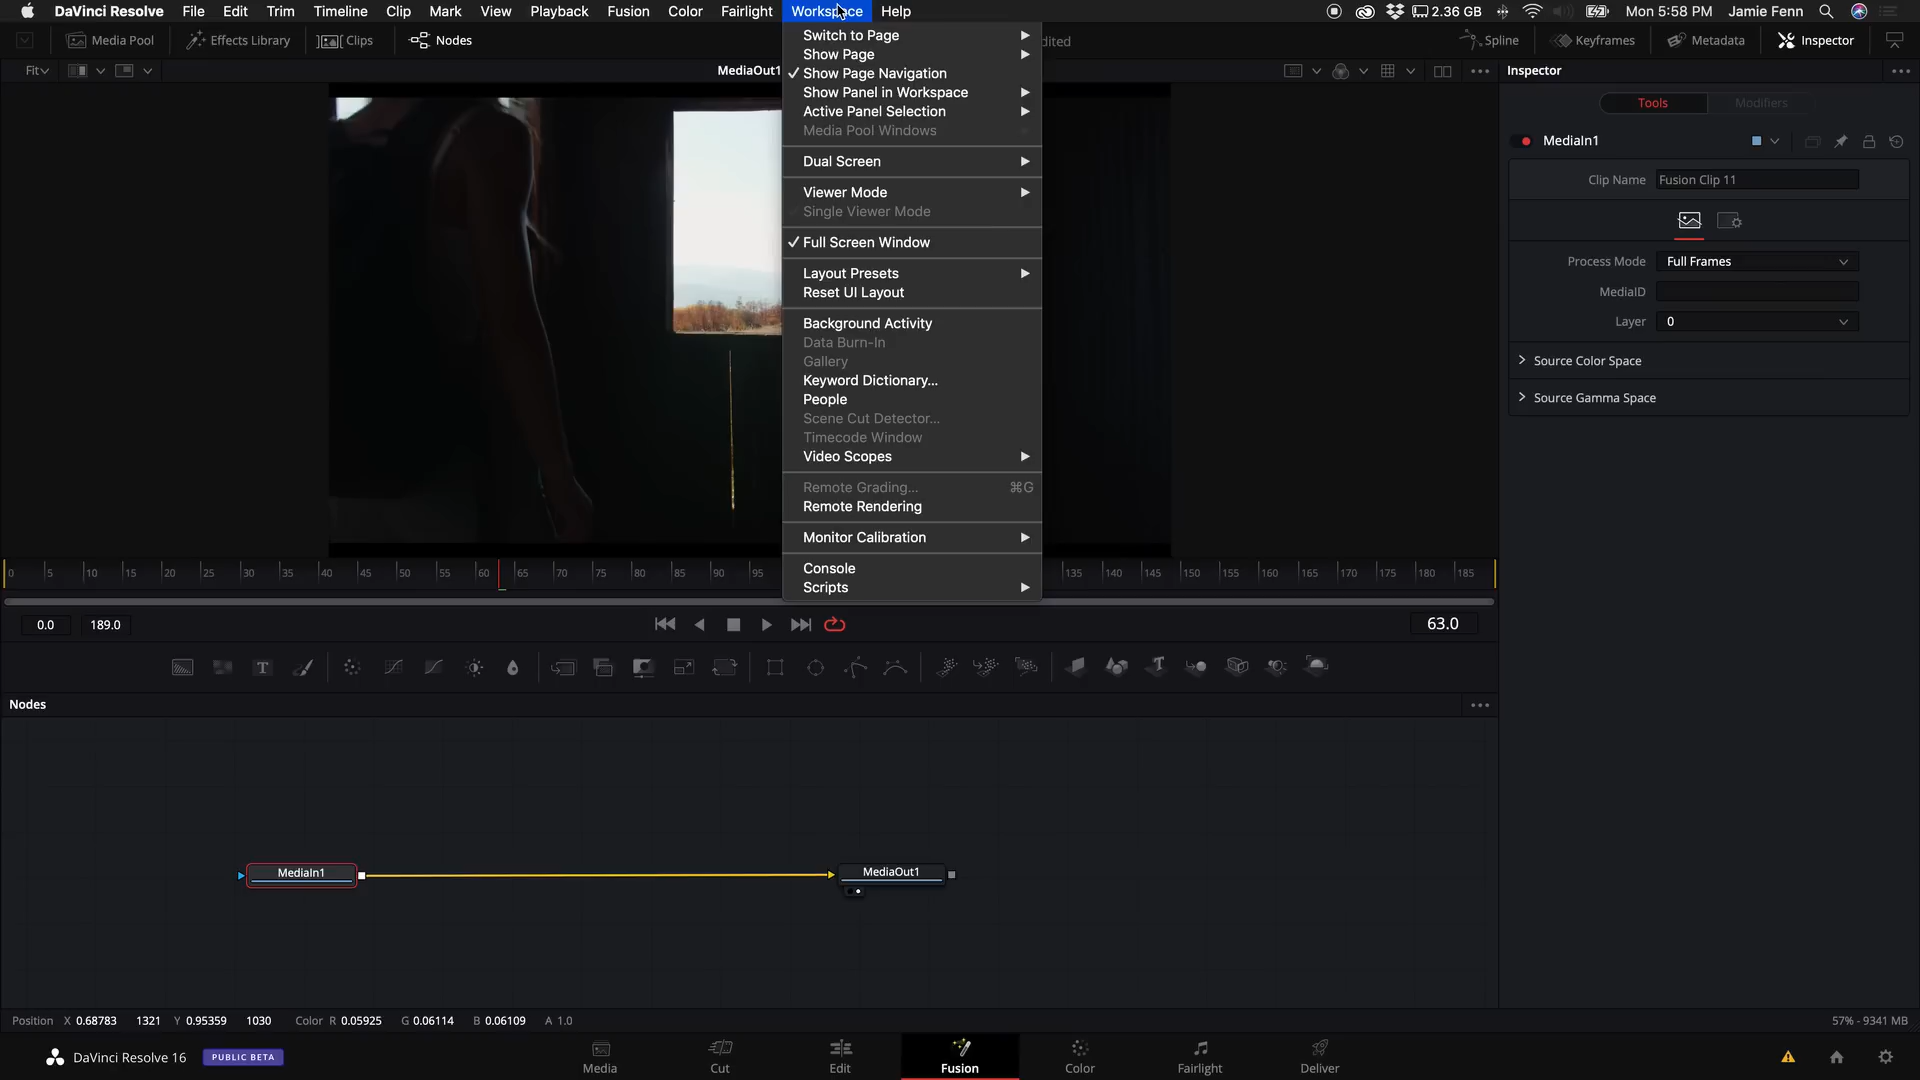 DaVinci Resolve File Edit Trim Timeline Clip Mark View Playback Fusion Color Fairlight Workspace Help 2.36 GB Mon 5:58 PM Jamie Fenn
Media Pool Effects Library Clips Nodes dited Spline Keyframes Metadata Inspector
Fit MediaOut1 Inspector
Switch to Page
Show Page
Show Page Navigation
Show Panel in Workspace
Active Panel Selection
Media Pool Windows
Dual Screen
Viewer Mode
Single Viewer Mode
Full Screen Window
Layout Presets
Reset UI Layout
Background Activity
Data Burn-In
Gallery
Keyword Dictionary...
People
Scene Cut Detector...
Timecode Window
Video Scopes
Remote Grading... ⌘G
Remote Rendering
Monitor Calibration
Console
Scripts
Tools Modifiers
MediaIn1
Clip Name Fusion Clip 11
Process Mode Full Frames
MediaID
Layer 0
Source Color Space
Source Gamma Space
0 5 10 15 20 25 30 35 40 45 50 55 60 65 70 75 80 85 90 95 135 140 145 150 155 160 165 170 175 180 185
0.0 189.0 63.0
T T
Nodes
MediaIn1 MediaOut1
Position X 0.68783 1321 Y 0.95359 1030 Color R 0.05925 G 0.06114 B 0.06109 A 1.0 57% - 9341 MB
DaVinci Resolve 16 PUBLIC BETA Media Cut Edit Fusion Color Fairlight Deliver